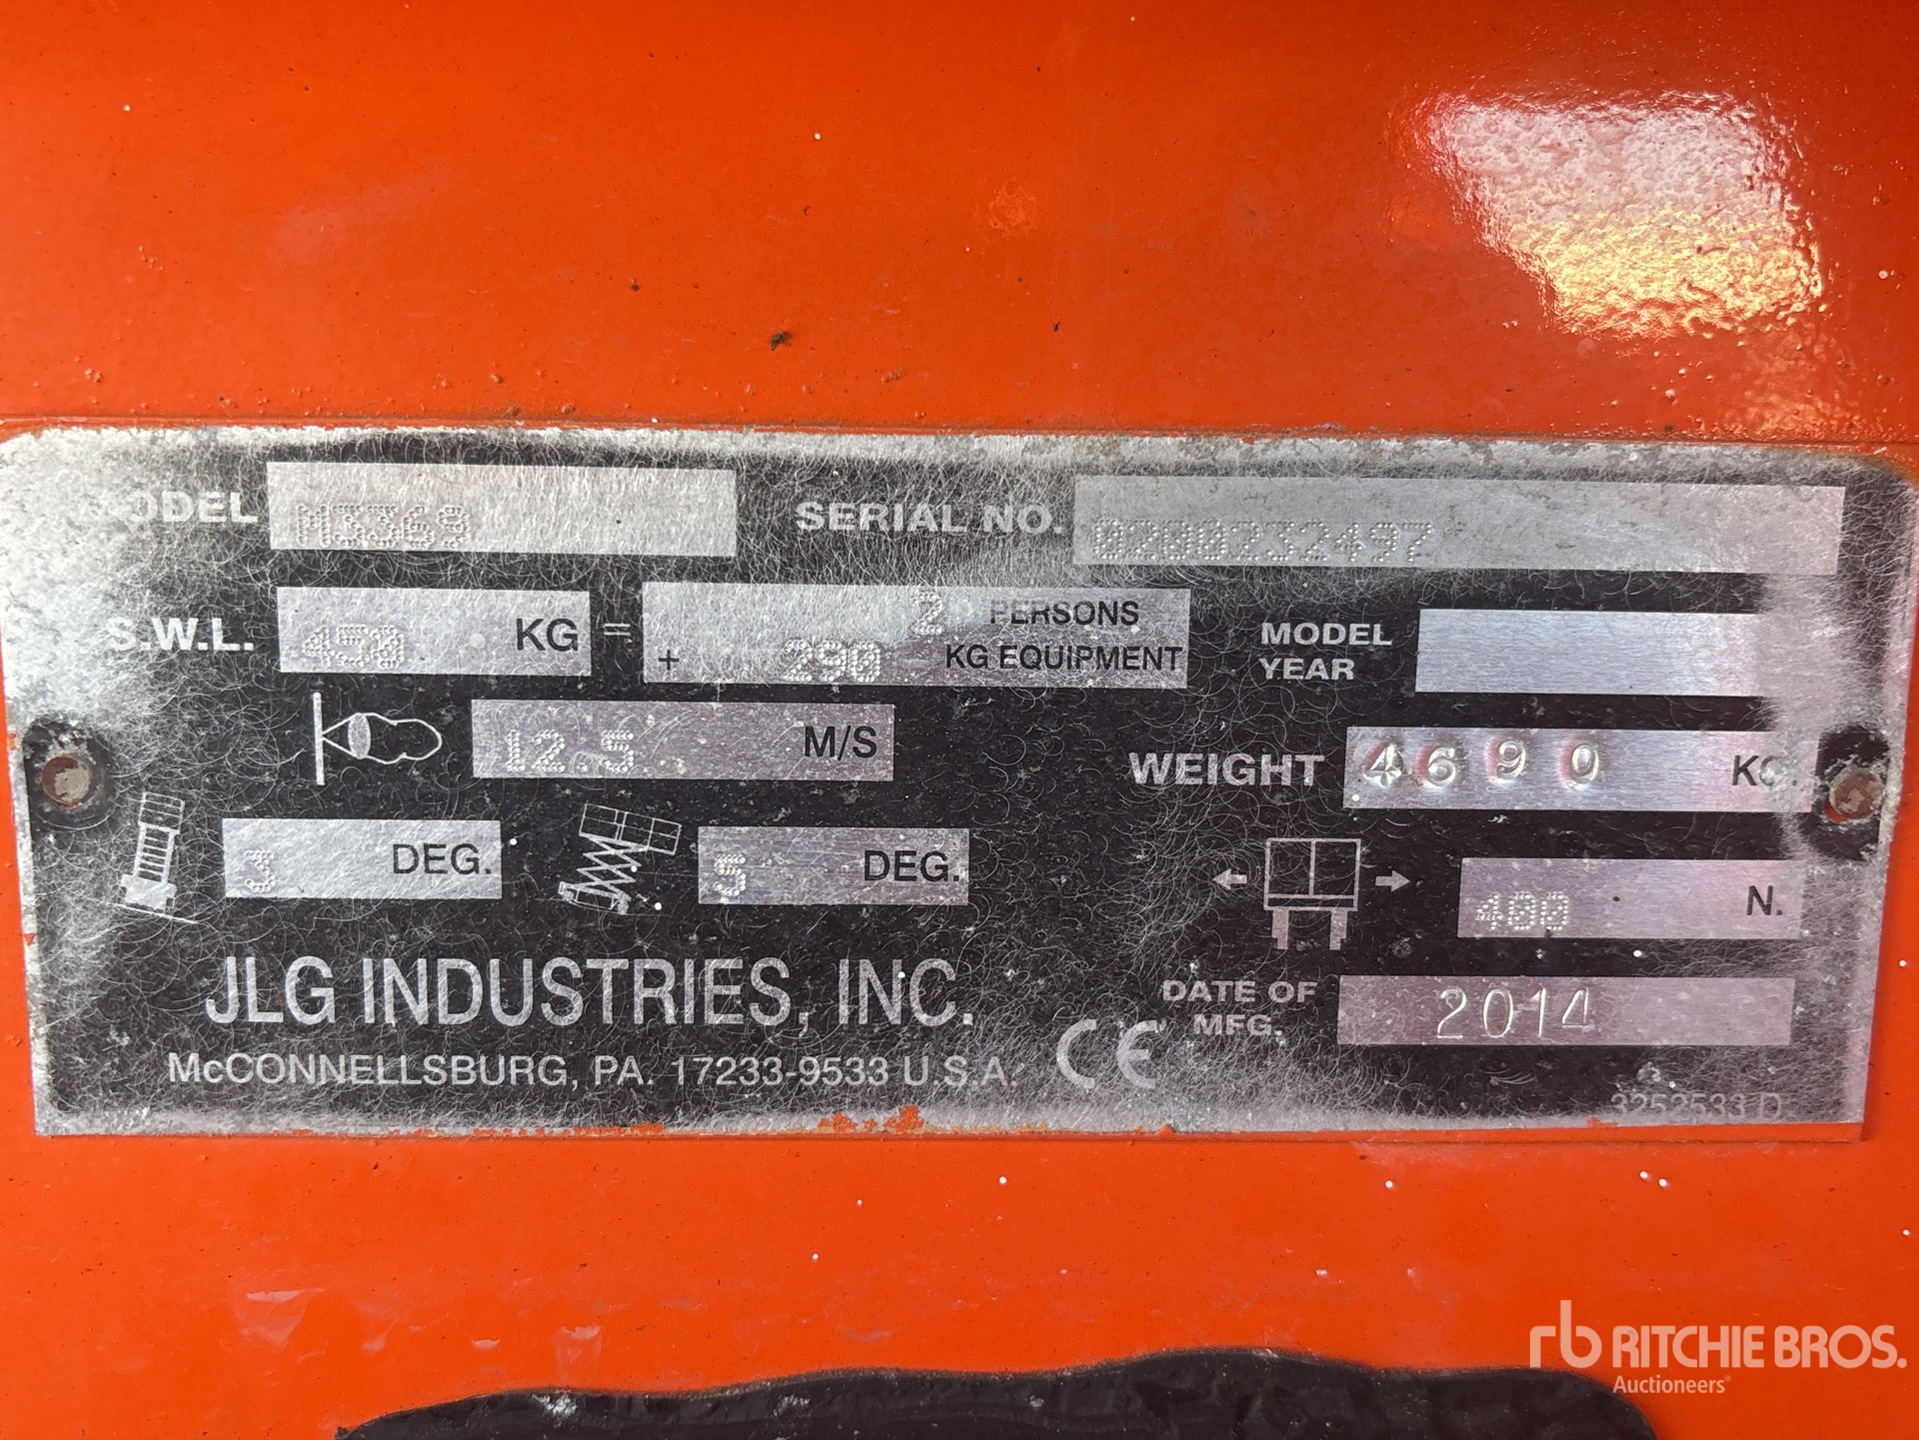 MODEL M3369 SERIAL NO. 0200232497
S.W.L. 450 KG = 2 PERSONS
+ 290 KG EQUIPMENT
MODEL
YEAR
12.5 M/S
WEIGHT 4690 KG.
3 DEG. 5 DEG.
400 N.
JLG INDUSTRIES, INC.
McCONNELLSBURG, PA. 17233-9533 U.S.A.
CE
DATE OF
MFG. 2014
3252533 D
rb RITCHIE BROS.
Auctioneers